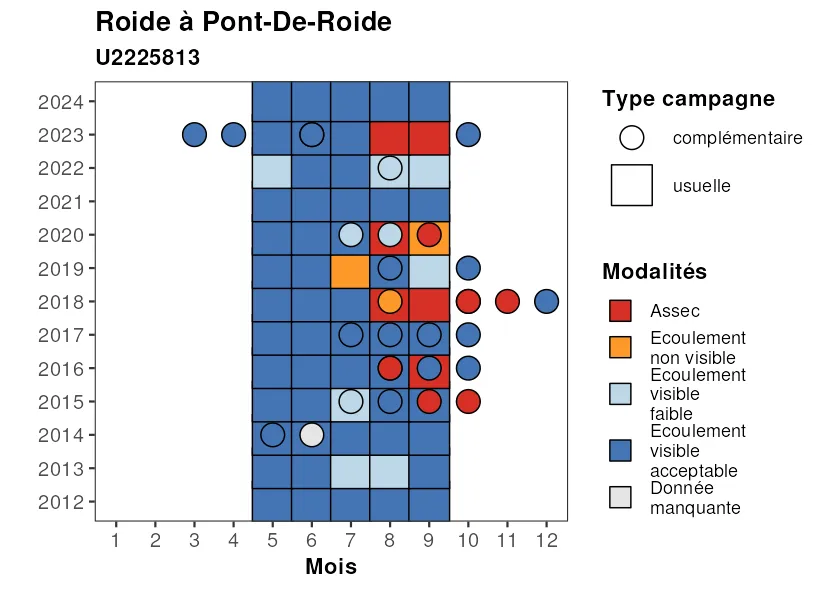 Roide à Pont-De-Roide
U2225813
2024
2023
2022
2021
2020
2019
2018
2017
2016
2015
2014
2013
2012
1 2 3 4 5 6 7 8 9 10 11 12
Mois
Type campagne
complémentaire
usuelle
Modalités
Assec
Ecoulement
non visible
Ecoulement
visible
faible
Ecoulement
visible
acceptable
Donnée
manquante